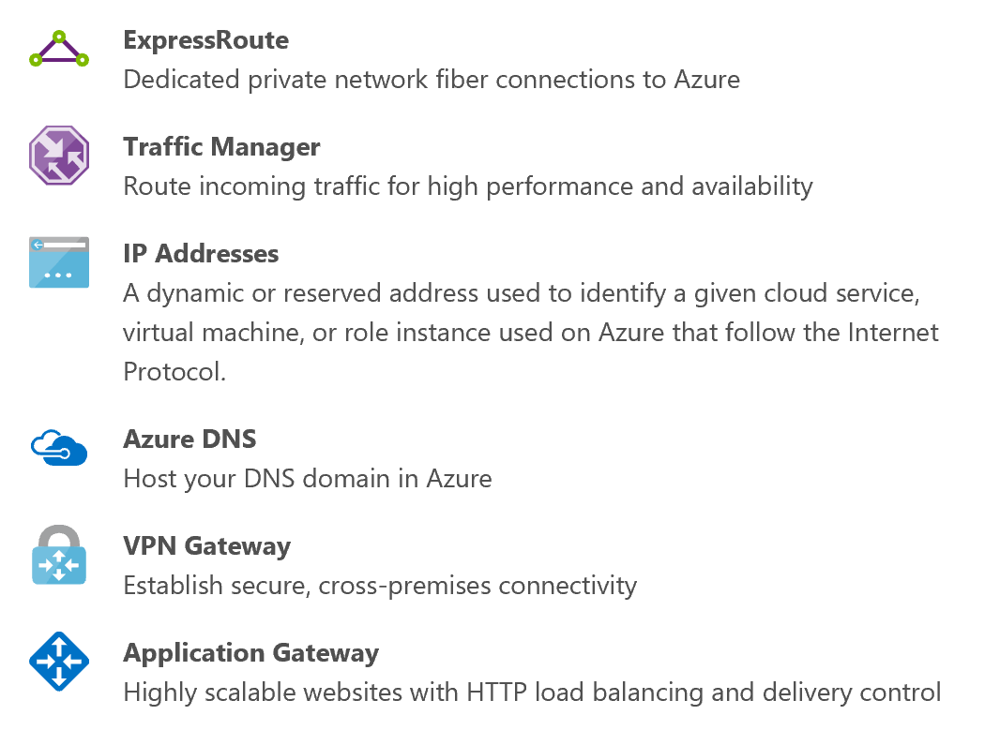 ExpressRoute
Dedicated private network fiber connections to Azure
Traffic Manager
Route incoming traffic for high performance and availability
IP Addresses
A dynamic or reserved address used to identify a given cloud service,
virtual machine, or role instance used on Azure that follow the Internet
Protocol.
Azure DNS
Host your DNS domain in Azure
VPN Gateway
Establish secure, cross-premises connectivity
Application Gateway
Highly scalable websites with HTTP load balancing and delivery control